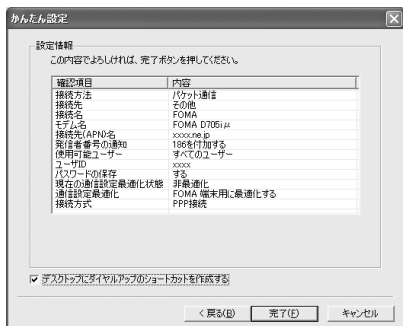 かんたん設定
設定情報
この内容でよろしければ、完了ボタンを押してください。
確認項目 内容
接続方法 パケット通信
接続先 その他
接続名 FOMA
モデム名 FOMA D705iμ
接続先(APN)名 xxxx.ne.jp
発信者番号の通知 186を付加する
使用可能ユーザー すべてのユーザー
ユーザID xxxx
パスワードの保存 する
現在の通信設定最適化状態 非最適化
通信設定最適化 FOMA 端末用に最適化する
接続方式 PPP接続
デスクトップにダイヤルアップのショートカットを作成する
< 戻る(B) 完了(F) キャンセル